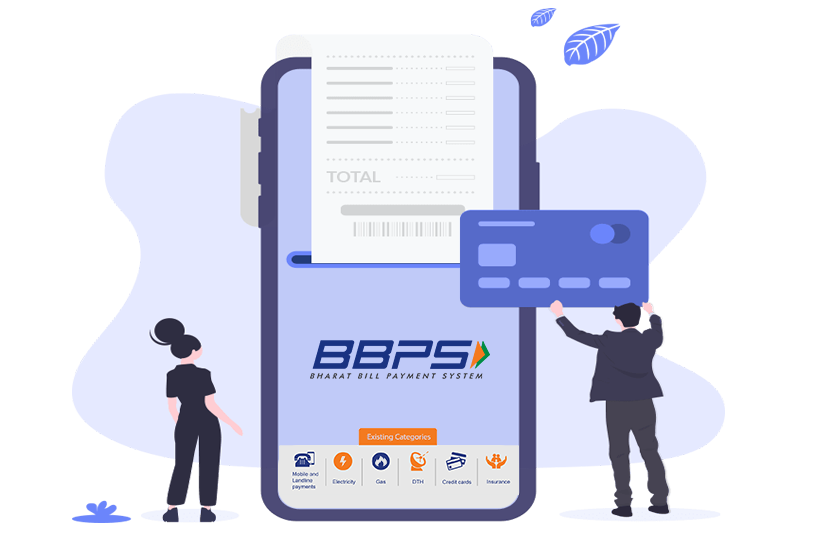 TOTAL
BBPS
BHARAT BILL PAYMENT SYSTEM
Existing Categories
Mobile and
Landline
payments
Electricity
Gas
DTH
Credit cards
Insurance